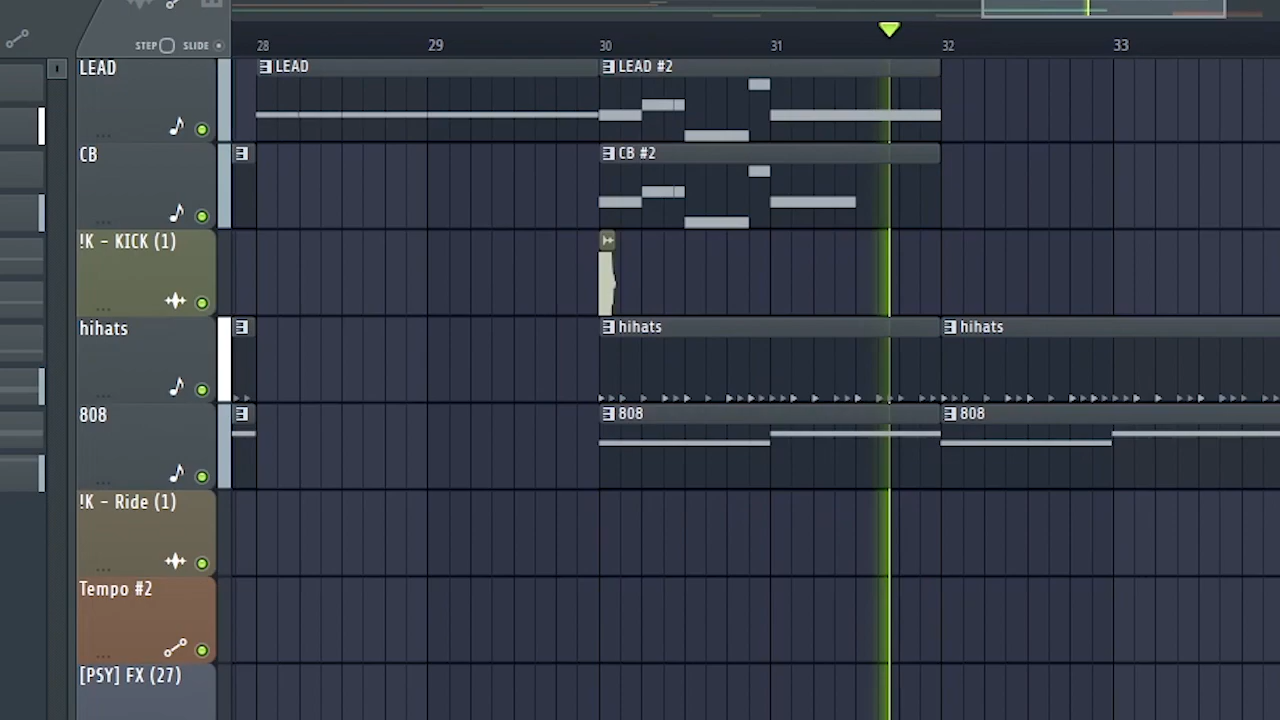 STEP SLIDE 28 29 30 31 32 33
LEAD LEAD LEAD #2
CB CB #2
!K - KICK (1)
hihats hihats hihats
808 808 808
!K - Ride (1)
Tempo #2
[PSY] FX (27)